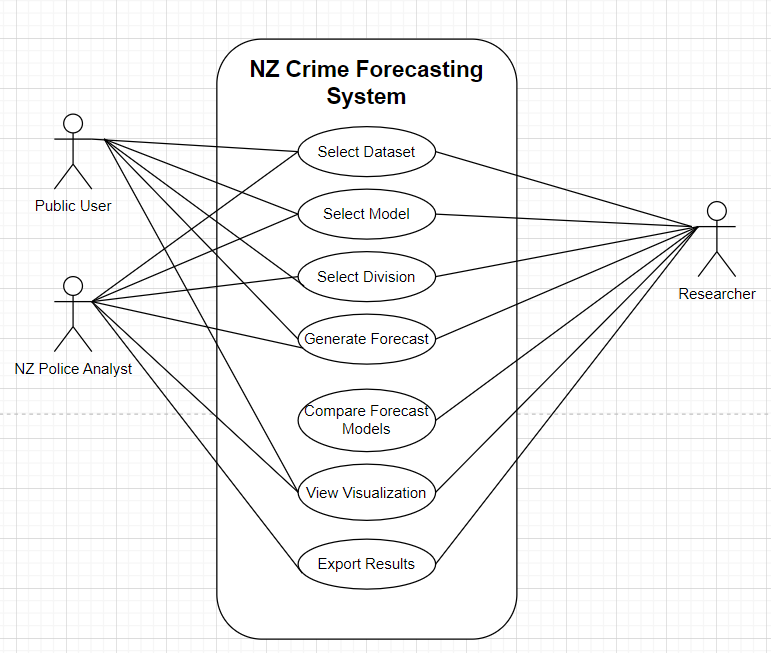 NZ Crime Forecasting
System
Select Dataset
Public User
Select Model
Researcher
Select Division
NZ Police Analyst
Generate Forecast
Compare Forecast
Models
View Visualization
Export Results